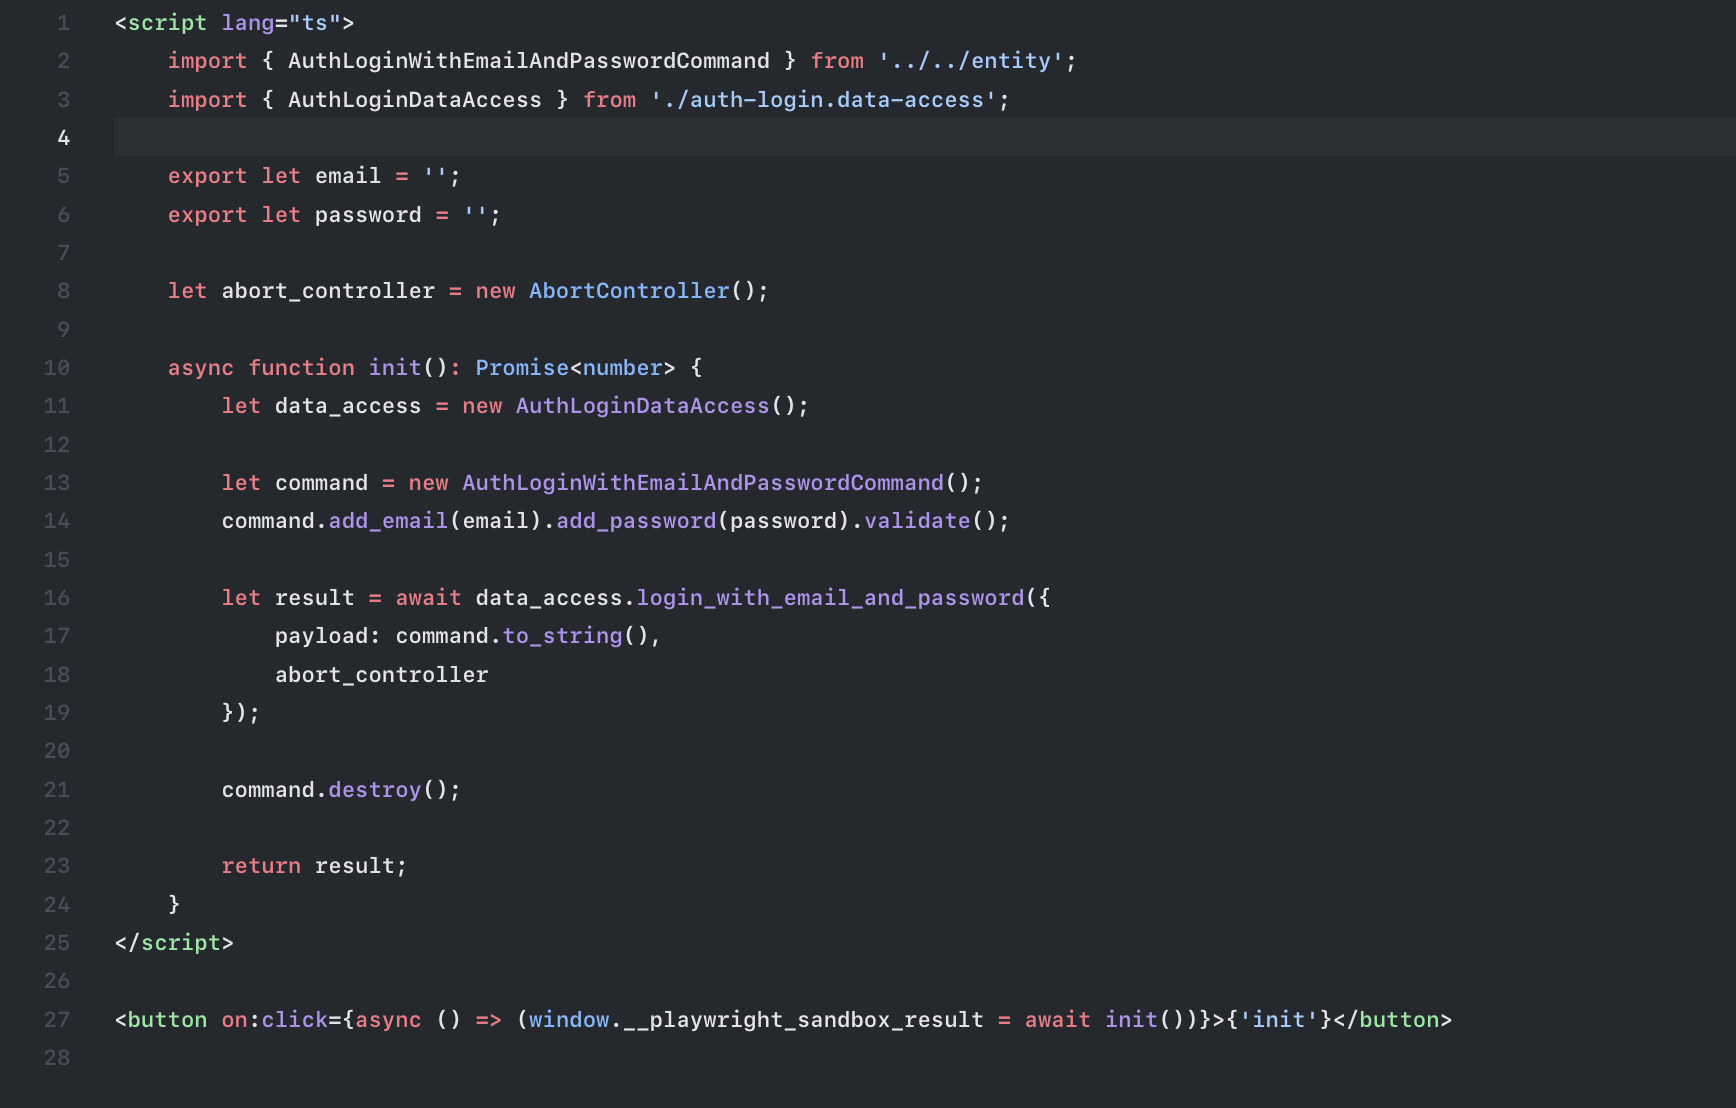 1 <script lang="ts">
2 import { AuthLoginWithEmailAndPasswordCommand } from '../../entity';
3 import { AuthLoginDataAccess } from './auth-login.data-access';
4
5 export let email = '';
6 export let password = '';
7
8 let abort_controller = new AbortController();
9
10 async function init(): Promise<number> {
11 let data_access = new AuthLoginDataAccess();
12
13 let command = new AuthLoginWithEmailAndPasswordCommand();
14 command.add_email(email).add_password(password).validate();
15
16 let result = await data_access.login_with_email_and_password({
17 payload: command.to_string(),
18 abort_controller
19 });
20
21 command.destroy();
22
23 return result;
24 }
25 </script>
26
27 <button on:click={async () => (window.__playwright_sandbox_result = await init())}>{'init'}</button>
28